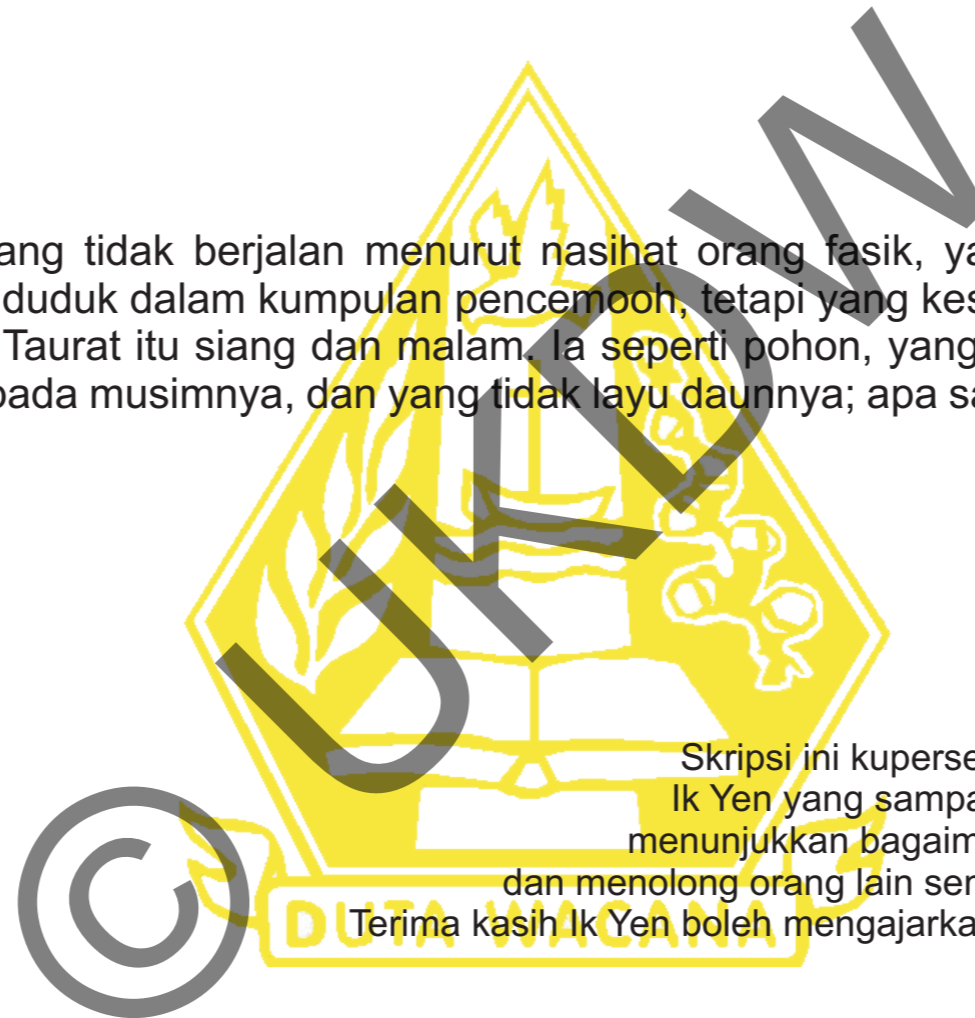 ang tidak berjalan menurut nasihat orang fasik, ya
duduk dalam kumpulan pencemooh, tetapi yang kes
Taurat itu siang dan malam. Ia seperti pohon, yang
pada musimnya, dan yang tidak layu daunnya; apa sa
Skripsi ini kuperse
Ik Yen yang sampa
menunjukkan bagaim
dan menolong orang lain sen
Terima kasih Ik Yen boleh mengajarka
DUTA WACANA
© UKDW